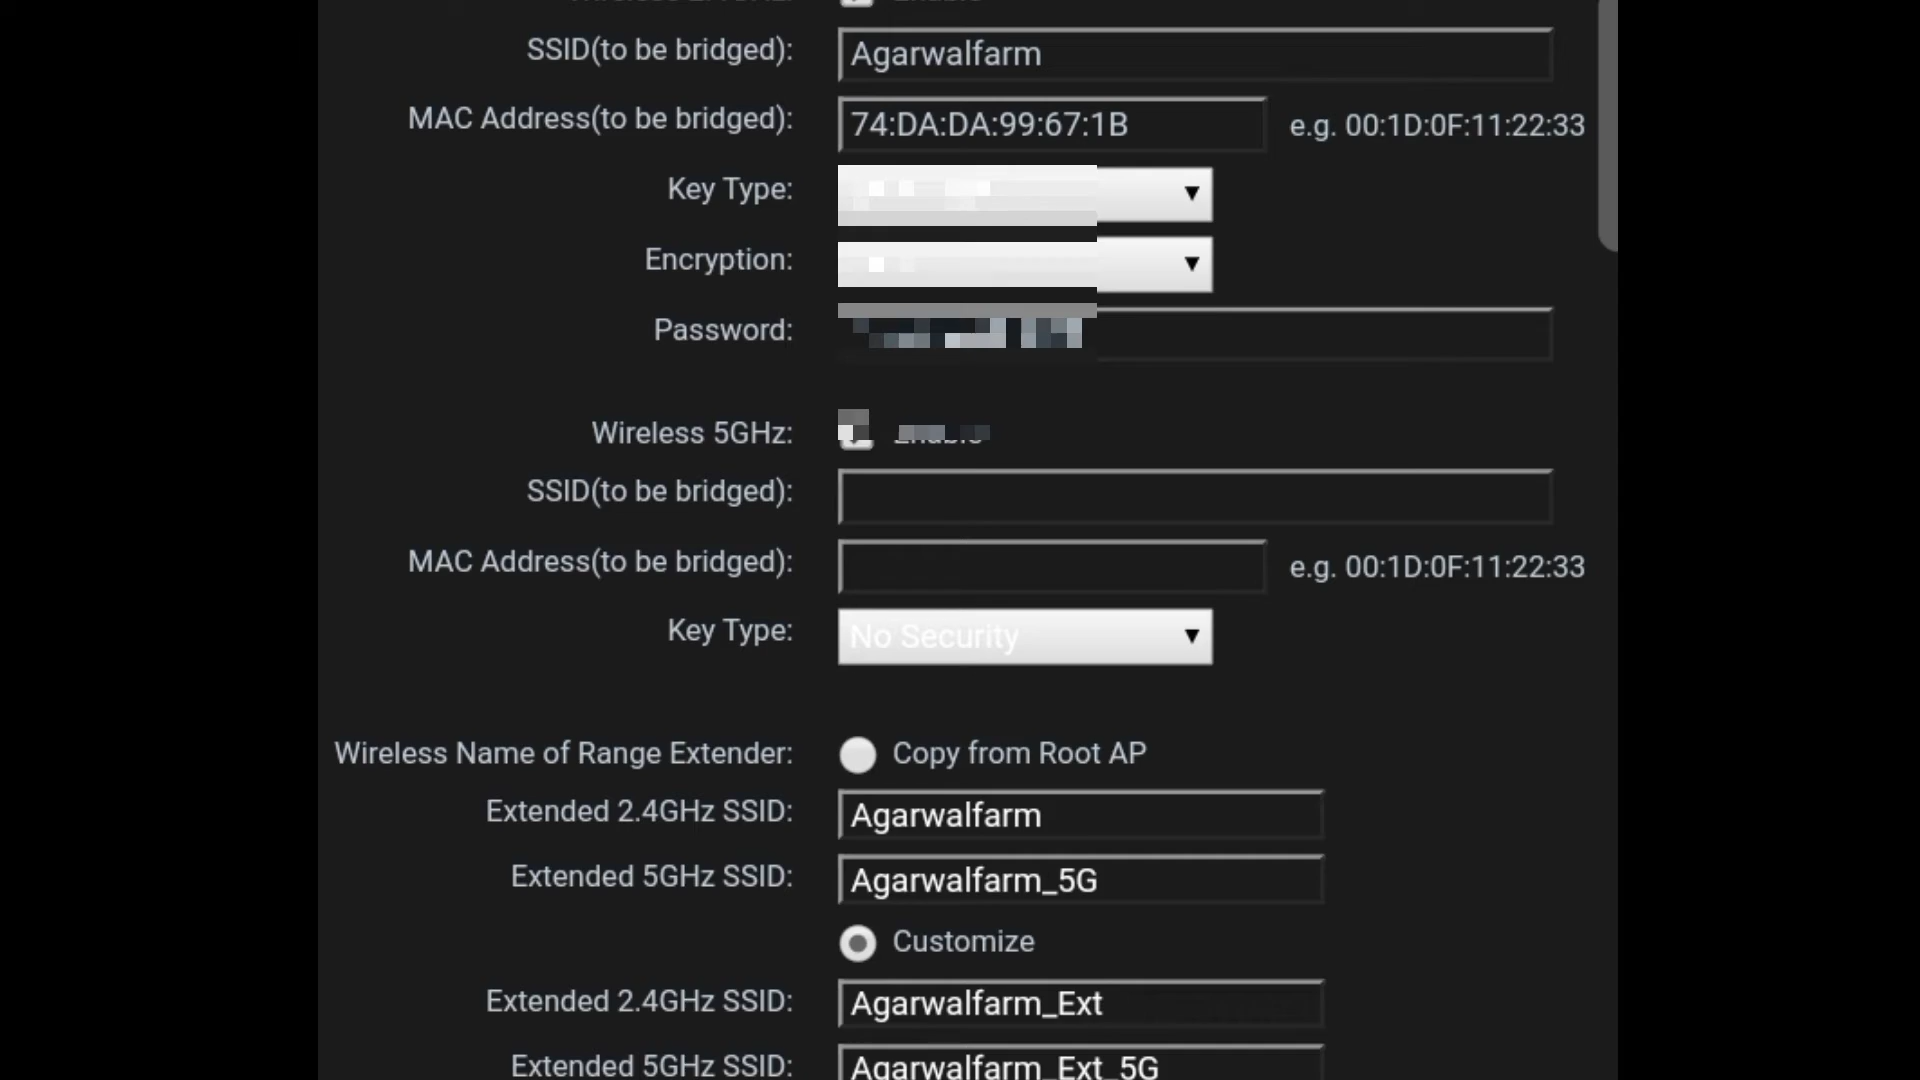 SSID(to be bridged): Agarwalfarm
MAC Address(to be bridged): 74:DA:DA:99:67:1B e.g. 00:1D:0F:11:22:33
Key Type:
Encryption:
Password:
Wireless 5GHz: Enable
SSID(to be bridged):
MAC Address(to be bridged): e.g. 00:1D:0F:11:22:33
Key Type: No Security
Wireless Name of Range Extender: Copy from Root AP
Extended 2.4GHz SSID: Agarwalfarm
Extended 5GHz SSID: Agarwalfarm_5G
Customize
Extended 2.4GHz SSID: Agarwalfarm_Ext
Extended 5GHz SSID: Agarwalfarm_Ext_5G